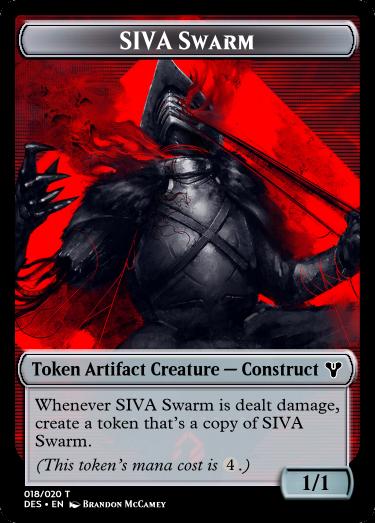 SIVA Swarm
Token Artifact Creature — Construct
Whenever SIVA Swarm is dealt damage,
create a token that's a copy of SIVA
Swarm.
(This token's mana cost is 4.)
1/1
018/020 T
DES • EN Brandon McCamey